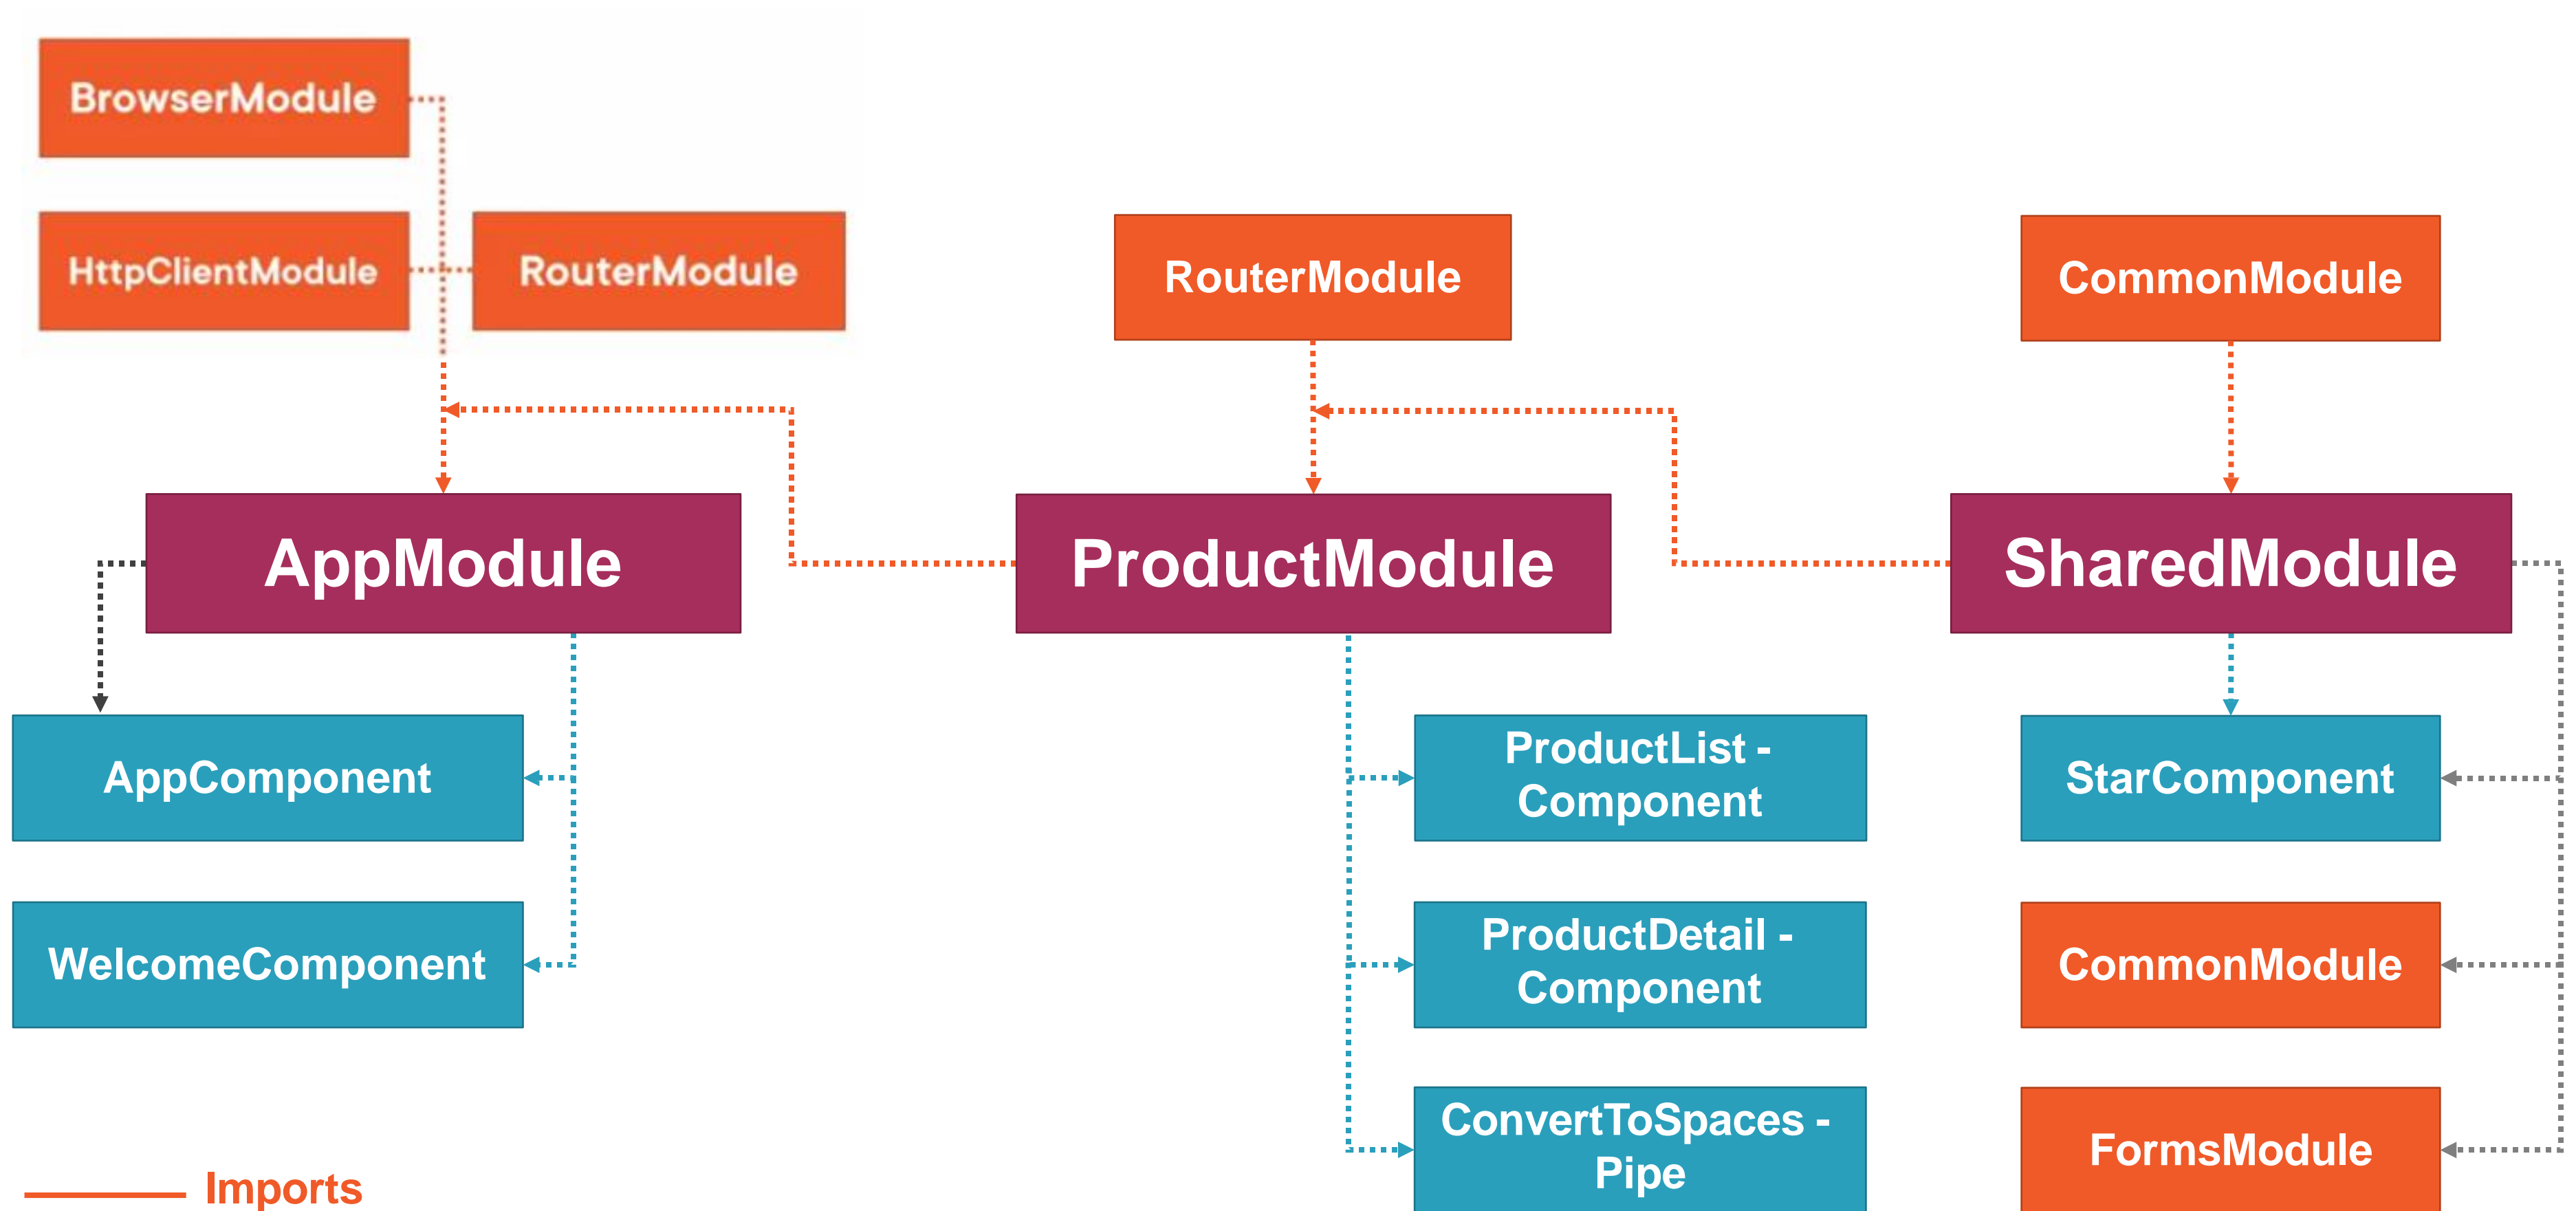 BrowserModule
HttpClientModule
RouterModule
RouterModule
CommonModule
AppModule
ProductModule
SharedModule
AppComponent
ProductList -
Component
StarComponent
WelcomeComponent
ProductDetail -
Component
CommonModule
ConvertToSpaces -
Pipe
FormsModule
Imports